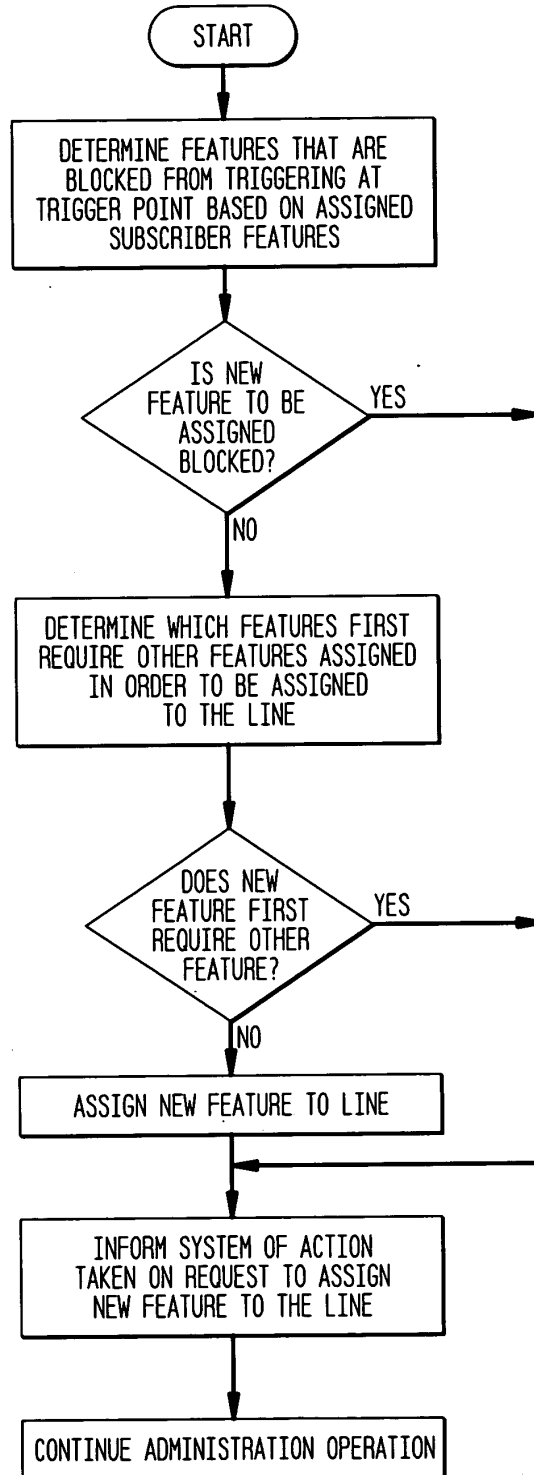 START
DETERMINE FEATURES THAT ARE
BLOCKED FROM TRIGGERING AT
TRIGGER POINT BASED ON ASSIGNED
SUBSCRIBER FEATURES
IS NEW
FEATURE TO BE
ASSIGNED
BLOCKED?
YES
NO
DETERMINE WHICH FEATURES FIRST
REQUIRE OTHER FEATURES ASSIGNED
IN ORDER TO BE ASSIGNED
TO THE LINE
DOES NEW
FEATURE FIRST
REQUIRE OTHER
FEATURE?
YES
NO
ASSIGN NEW FEATURE TO LINE
INFORM SYSTEM OF ACTION
TAKEN ON REQUEST TO ASSIGN
NEW FEATURE TO THE LINE
CONTINUE ADMINISTRATION OPERATION